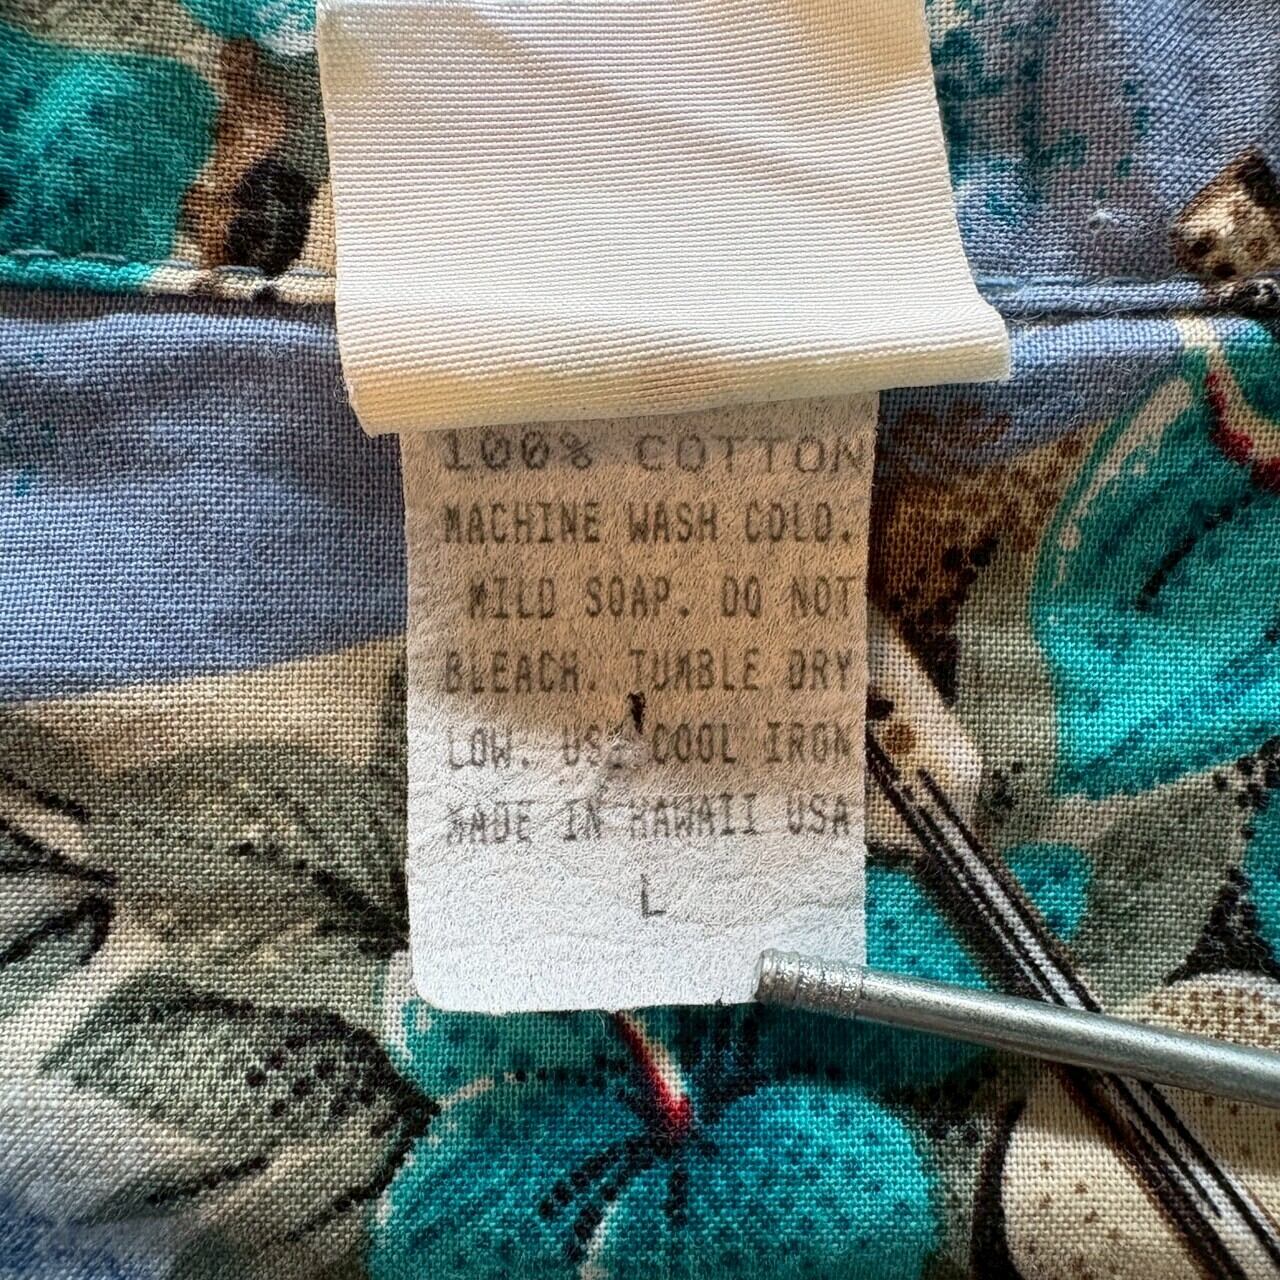 100% COTTON
MACHINE WASH COLD.
MILD SOAP. DO NOT
BLEACH. TUMBLE DRY
LOW. USE COOL IRON
MADE IN HAWAII USA
L